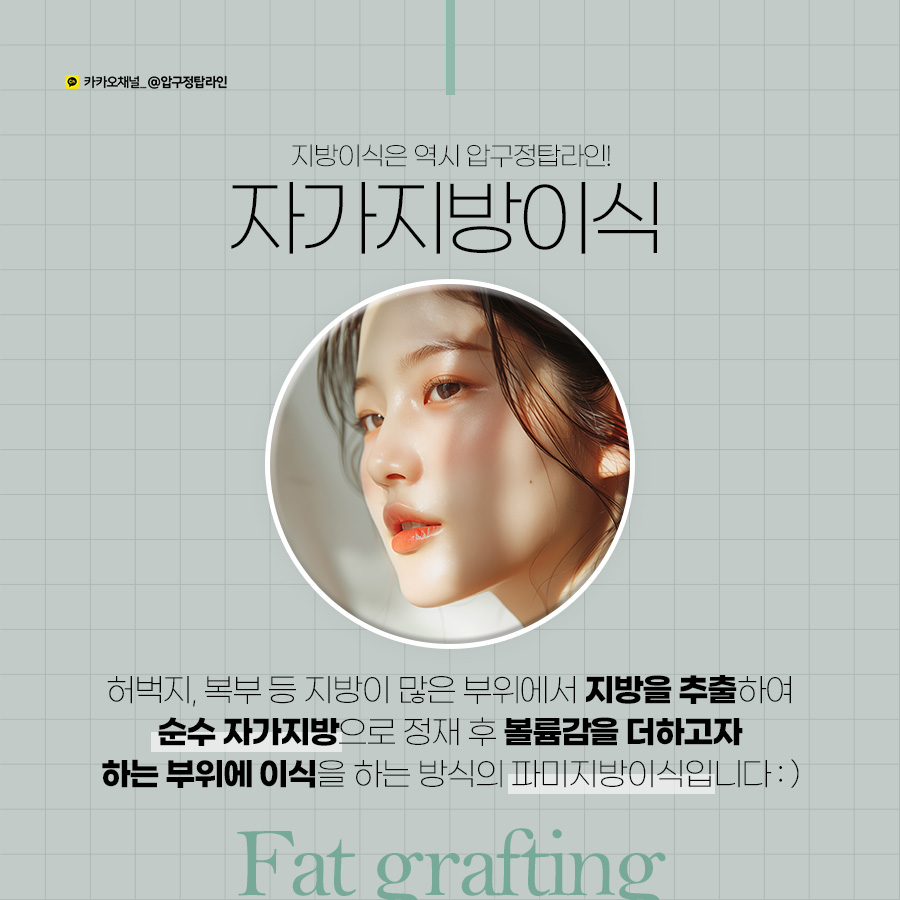 카카오채널_@압구정탑라인
지방이식은 역시 압구정탑라인!
자가지방이식
허벅지, 복부 등 지방이 많은 부위에서 지방을 추출하여
순수 자가지방으로 정재 후 볼륨감을 더하고자
하는 부위에 이식을 하는 방식의 파미지방이식입니다 : )
Fat grafting